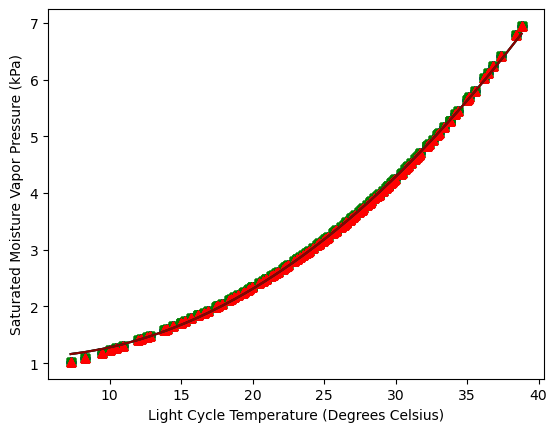 7
6
5
4
3
2
1
Saturated Moisture Vapor Pressure (kPa)
10 15 20 25 30 35 40
Light Cycle Temperature (Degrees Celsius)